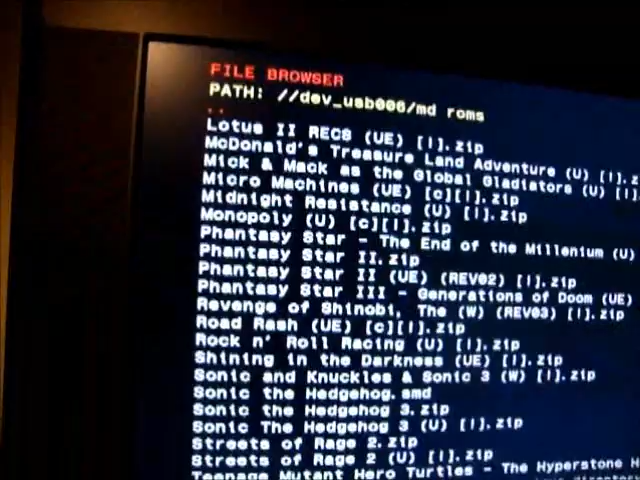 FILE BROWSER
PATH: //dev_usb006/md roms
..
Lotus II RECS (UE) [!].zip
McDonald's Treasure Land Adventure (U) [!].z
Mick & Mack as the Global Gladiators (U) [!].
Micro Machines (UE) [c][!].zip
Midnight Resistance (U) [!].zip
Monopoly (U) [c][!].zip
Phantasy Star - The End of the Millenium (U)
Phantasy Star II.zip
Phantasy Star II (UE) (REV02) [!].zip
Phantasy Star III - Generations of Doom (UE)
Revenge of Shinobi, The (W) (REV03) [!].zip
Road Rash (UE) [c][!].zip
Rock n' Roll Racing (U) [!].zip
Shining in the Darkness (UE) [!].zip
Sonic and Knuckles & Sonic 3 (W) [!].zip
Sonic the Hedgehog.smd
Sonic the Hedgehog 3.zip
Sonic The Hedgehog 3 (U) [!].zip
Streets of Rage 2.zip
Streets of Rage 2 (U) [!].zip
Teenage Mutant Hero Turtles - The Hyperstone H